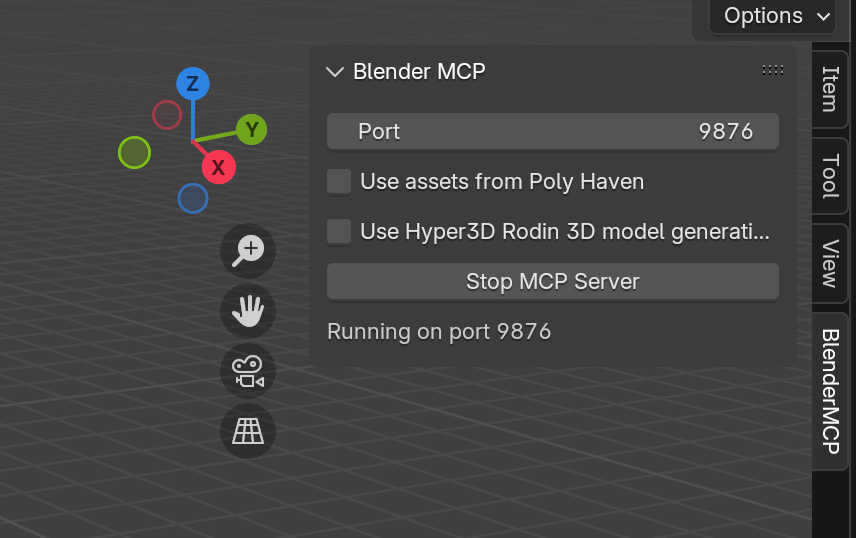 Options
Blender MCP
Port 9876
Use assets from Poly Haven
Use Hyper3D Rodin 3D model generati...
Stop MCP Server
Running on port 9876
Z
Y
X
Item
Tool
View
BlenderMCP